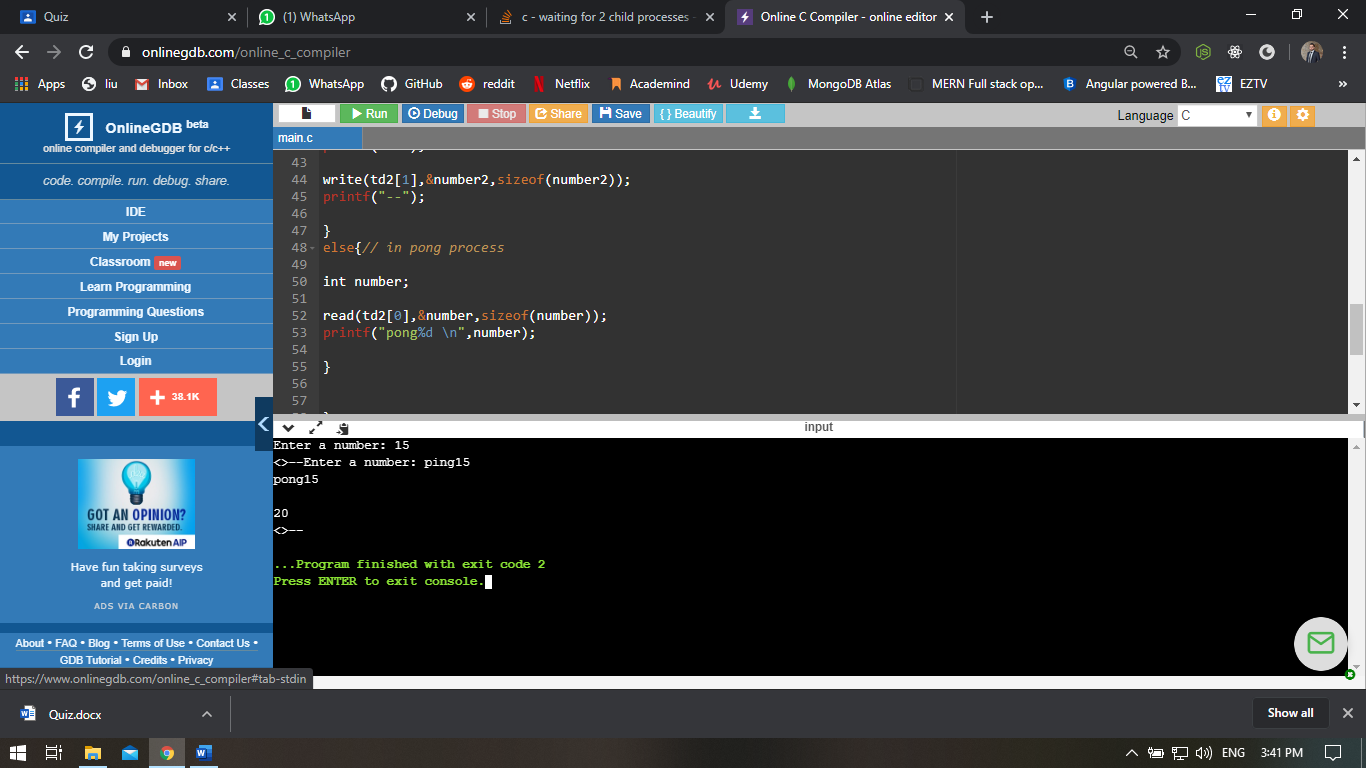 Quiz
(1) WhatsApp
c - waiting for 2 child processes -
Online C Compiler - online editor
onlinegdb.com/online_c_compiler
Apps
liu
Inbox
Classes
WhatsApp
GitHub
reddit
Netflix
Academind
Udemy
MongoDB Atlas
MERN Full stack op...
Angular powered B...
EZTV
OnlineGDB beta
online compiler and debugger for c/c++
code. compile. run. debug. share.
IDE
My Projects
Classroom new
Learn Programming
Programming Questions
Sign Up
Login
38.1K
GOT AN OPINION?
SHARE AND GET REWARDED.
Rakuten AIP
Have fun taking surveys
and get paid!
ADS VIA CARBON
About • FAQ • Blog • Terms of Use • Contact Us •
GDB Tutorial • Credits • Privacy
https://www.onlinegdb.com/online_c_compiler#tab-stdin
Run
Debug
Stop
Share
Save
{ } Beautify
Language C
main.c
43
44 write(td2[1],&number2,sizeof(number2));
45 printf("--");
46
47 }
48 else{// in pong process
49
50 int number;
51
52 read(td2[0],&number,sizeof(number));
53 printf("pong%d \n",number);
54
55 }
56
57
input
Enter a number: 15
<>--Enter a number: ping15
pong15
20
<>--
...Program finished with exit code 2
Press ENTER to exit console.
Quiz.docx
Show all
ENG
3:41 PM